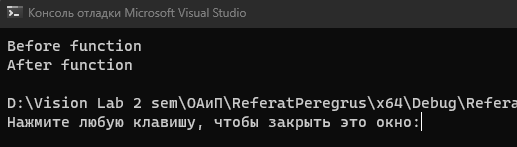 Консоль отладки Microsoft Visual Studio
Before function
After function
D:\Vision Lab 2 sem\ОАиП\ReferatPeregrus\x64\Debug\Refera
Нажмите любую клавишу, чтобы закрыть это окно: